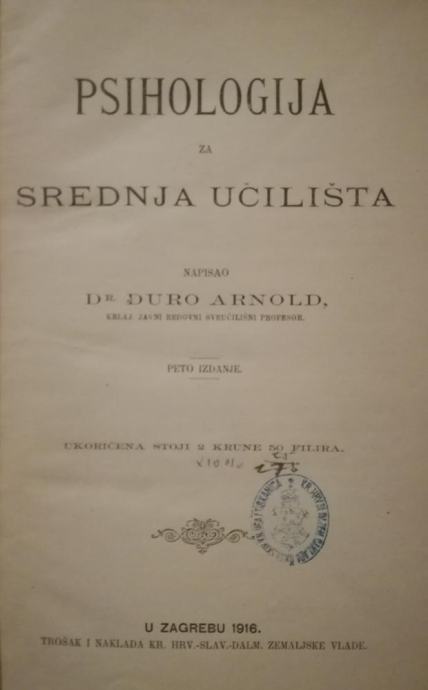 PSIHOLOGIJA
ZA
SREDNJA UČILIŠTA
NAPISAO
DR. ĐURO ARNOLD,
KRLJ. JAVNI REDOVNI SVEUČILIŠNI PROFESOR.
PETO IZDANJE.
UKORIČENA STOJI 2 KRUNE 50 FILIRA.
U ZAGREBU 1916.
TROŠAK I NAKLADA KR. HRV.-SLAV.-DALM. ZEMALJSKE VLADE.